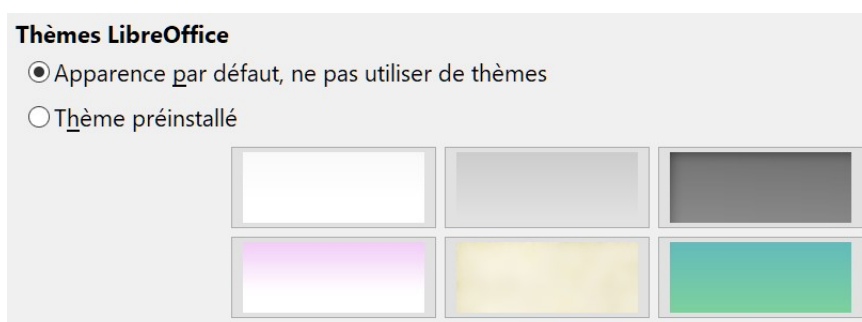 Thèmes LibreOffice
Apparence par défaut, ne pas utiliser de thèmes
Thème préinstallé